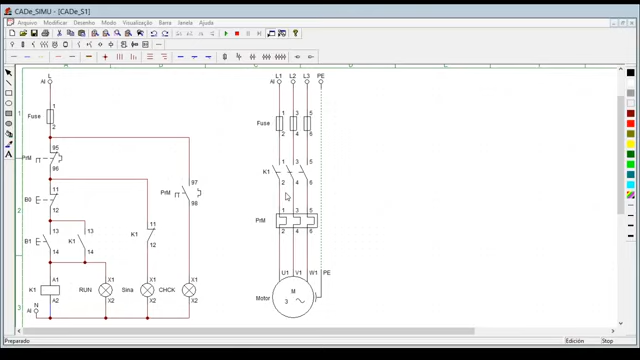 CADe_SIMU - [CADe_S1]
Arquivo Modificar Desenho Modos Visualização Barra Janela Ajuda
A B C D E F
L
Al
L1 L2 L3 PE
Al
1
Fuse
1
2
Fuse
1 3 5
2 4 6
PrM
95
96
PrM
97
98
K1
1 3 5
2 4 6
B0
11
12
2
K1
11
12
PrM
1 3 5
2 4 6
B1
13
14
K1
13
14
U1 V1 W1 PE
K1
A1
A2
RUN
X1
X2
Sina
X1
X2
CHCK
X1
X2
Motor
M
3
N
Al
3
Preparado
Edición
Stop